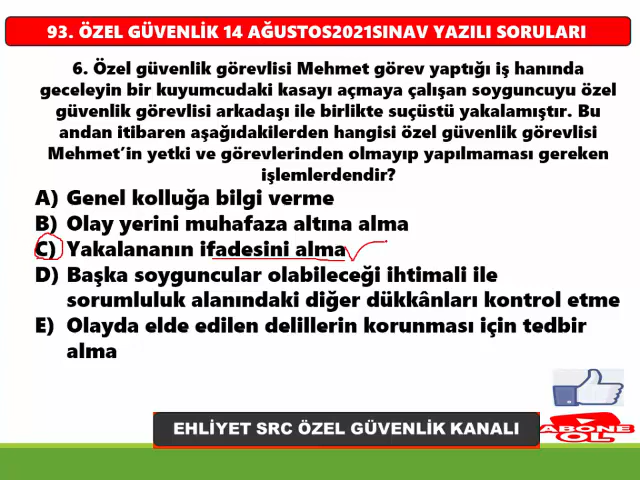 93. ÖZEL GÜVENLİK 14 AĞUSTOS2021SINAV YAZILI SORULARI
6. Özel güvenlik görevlisi Mehmet görev yaptığı iş hanında
geceleyin bir kuyumcudaki kasayı açmaya çalışan soyguncuyu özel
güvenlik görevlisi arkadaşı ile birlikte suçüstü yakalamıştır. Bu
andan itibaren aşağıdakilerden hangisi özel güvenlik görevlisi
Mehmet’in yetki ve görevlerinden olmayıp yapılmaması gereken
işlemlerdendir?
A) Genel kolluğa bilgi verme
B) Olay yerini muhafaza altına alma
C) Yakalananın ifadesini alma
D) Başka soyguncular olabileceği ihtimali ile
sorumluluk alanındaki diğer dükkânları kontrol etme
E) Olayda elde edilen delillerin korunması için tedbir
alma
EHLİYET SRC ÖZEL GÜVENLİK KANALI
ABONE
OL